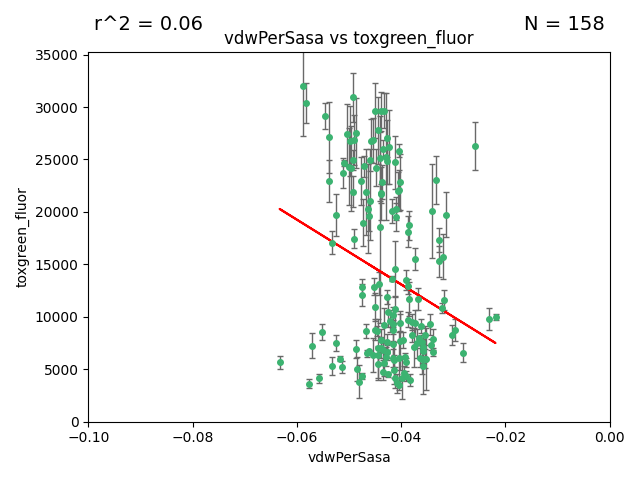 r^2 = 0.06 N = 158
vdwPerSasa vs toxgreen_fluor
35000
30000
25000
20000
15000
10000
5000
0
toxgreen_fluor
−0.10 −0.08 −0.06 −0.04 −0.02 0.00
vdwPerSasa